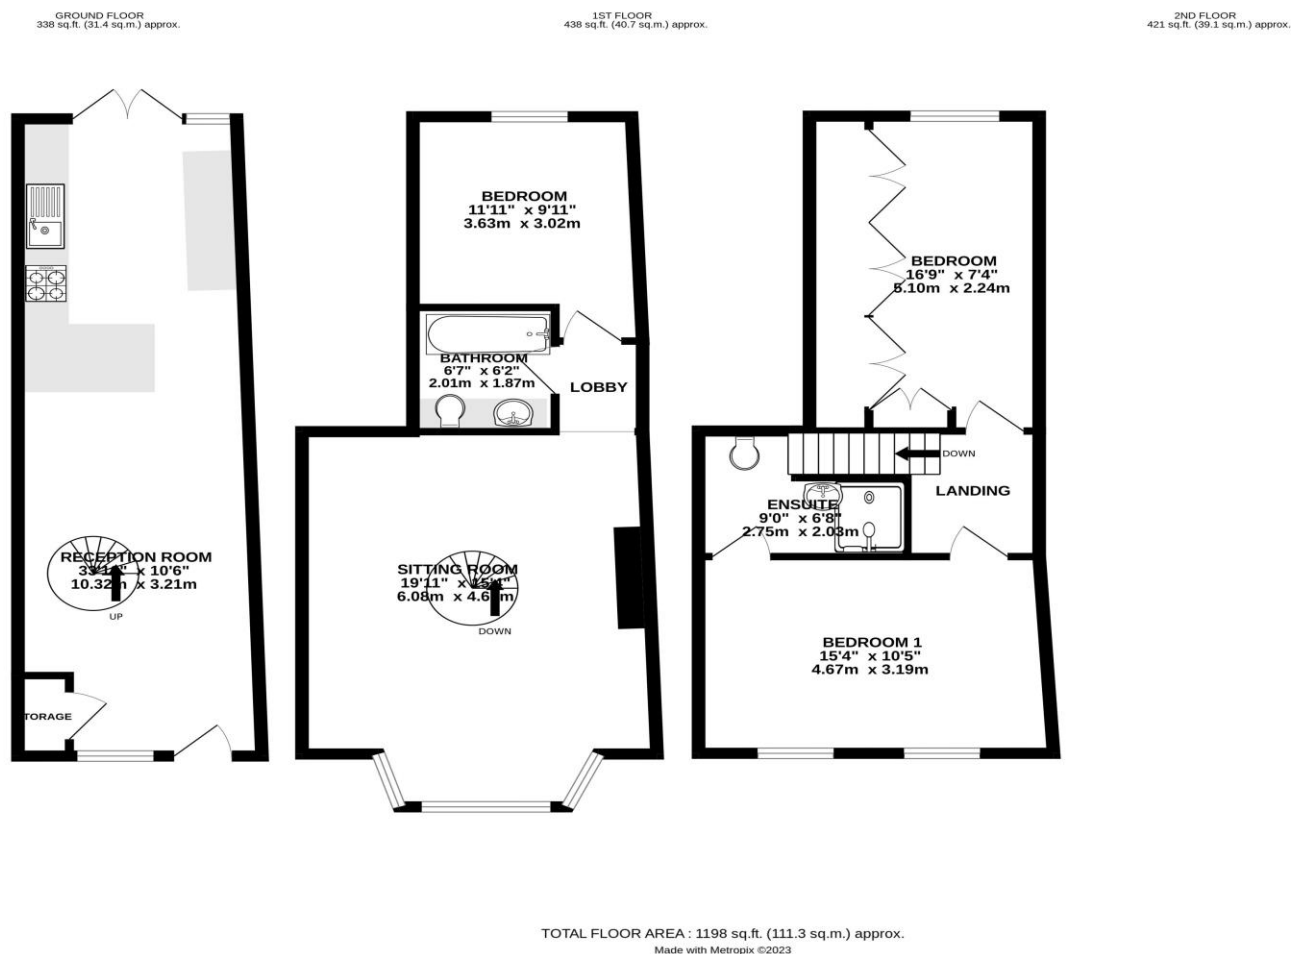 GROUND FLOOR
338 sq.ft. (31.4 sq.m.) approx.
1ST FLOOR
438 sq.ft. (40.7 sq.m.) approx.
2ND FLOOR
421 sq.ft. (39.1 sq.m.) approx.
RECEPTION ROOM
x 10'6"
x 3.21m
UP
TORAGE
BEDROOM
11'11" x 9'11"
3.63m x 3.02m
BATHROOM
6'7" x 6'2"
2.01m x 1.87m
LOBBY
SITTING ROOM
19'11" x
6.08m x
DOWN
BEDROOM
16'9" x 7'4"
5.10m x 2.24m
DOWN
LANDING
ENSUITE
9'0" x 6'8"
2.75m x 2.03m
BEDROOM 1
15'4" x 10'5"
4.67m x 3.19m
TOTAL FLOOR AREA : 1198 sq.ft. (111.3 sq.m.) approx.
Made with Metropix ©2023